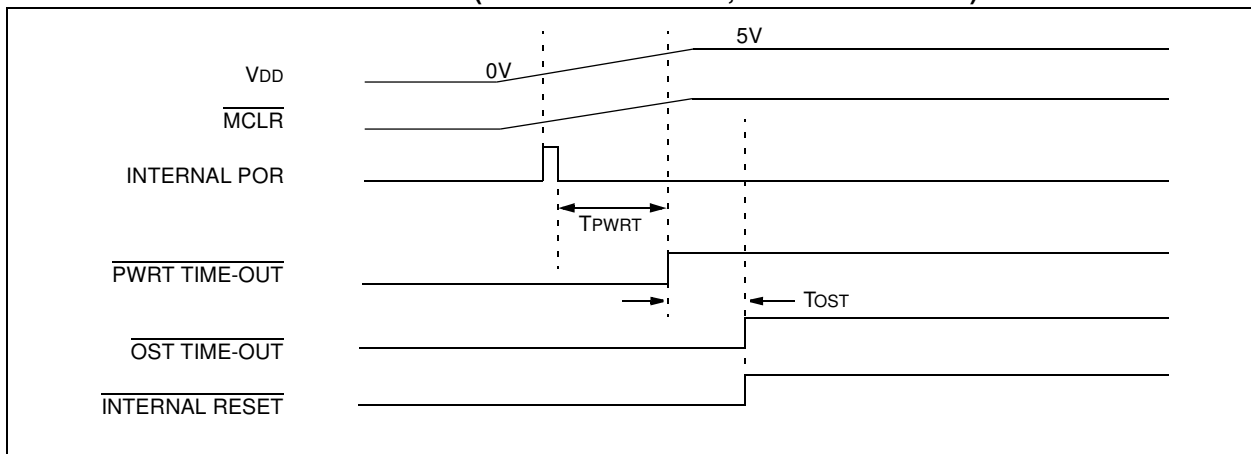 5V
VDD 0V
MCLR
INTERNAL POR
TPWRT
PWRT TIME-OUT
TOST
OST TIME-OUT
INTERNAL RESET